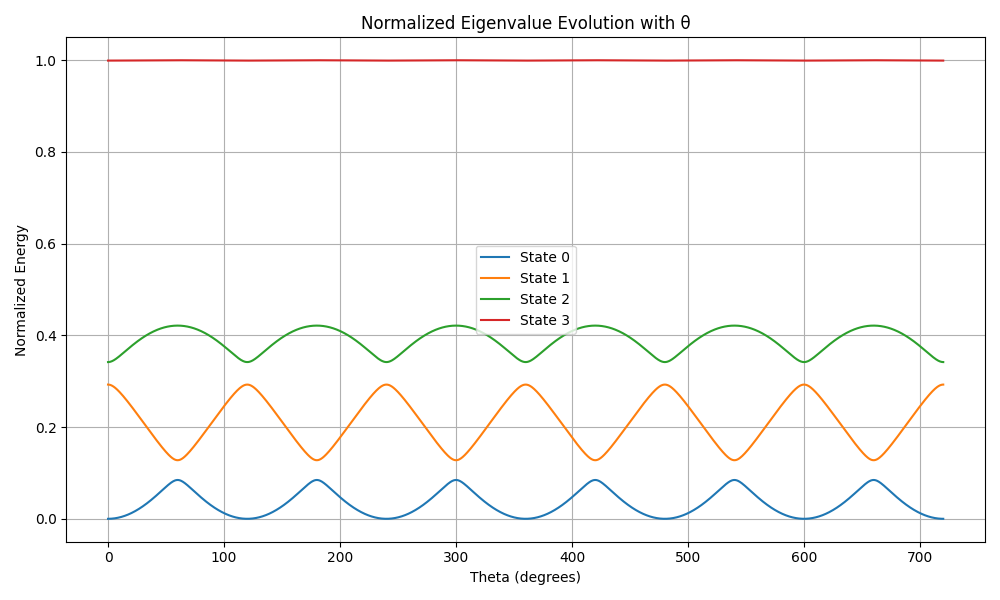 Normalized Eigenvalue Evolution with θ
Normalized Energy
1.0
0.8
0.6
0.4
0.2
0.0
State 0
State 1
State 2
State 3
0 100 200 300 400 500 600 700
Theta (degrees)